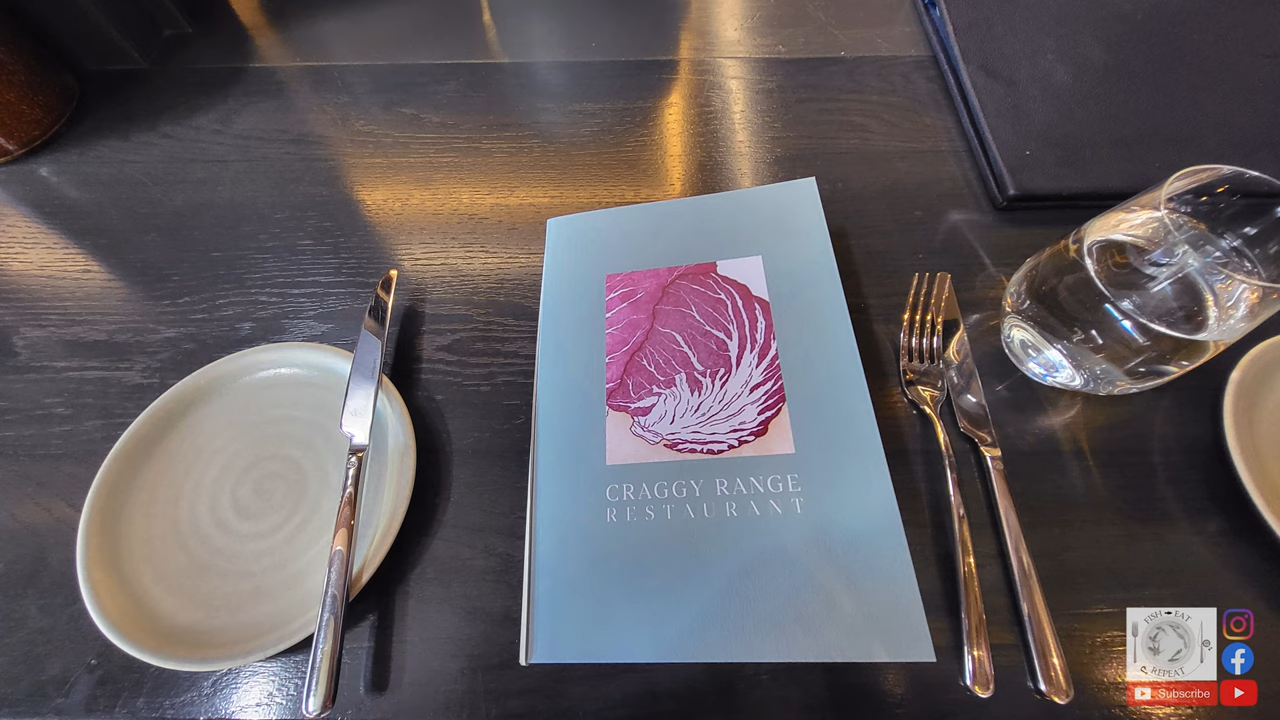 CRAGGY RANGE
RESTAURANT
FISH EAT
REPEAT
Subscribe